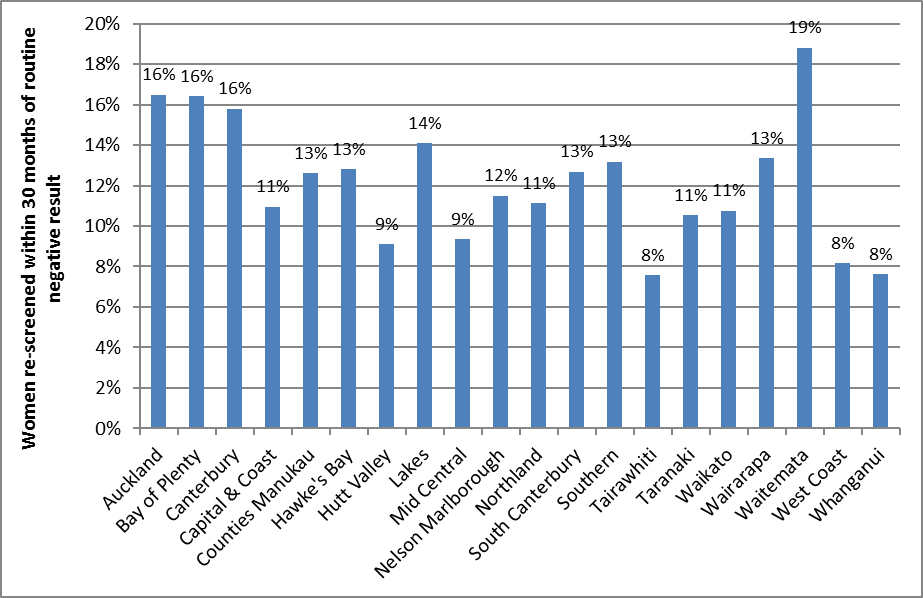 Women re-screened within 30 months of routine
negative result
20%
18%
16%
14%
12%
10%
8%
6%
4%
2%
0%
16%
16%
16%
11%
13%
13%
9%
14%
9%
12%
11%
13%
13%
8%
11%
11%
13%
19%
8%
8%
Auckland
Bay of Plenty
Canterbury
Capital & Coast
Counties Manukau
Hawke's Bay
Hutt Valley
Lakes
Mid Central
Nelson Marlborough
Northland
South Canterbury
Southern
Tairawhiti
Taranaki
Waikato
Wairarapa
Waitemata
West Coast
Whanganui